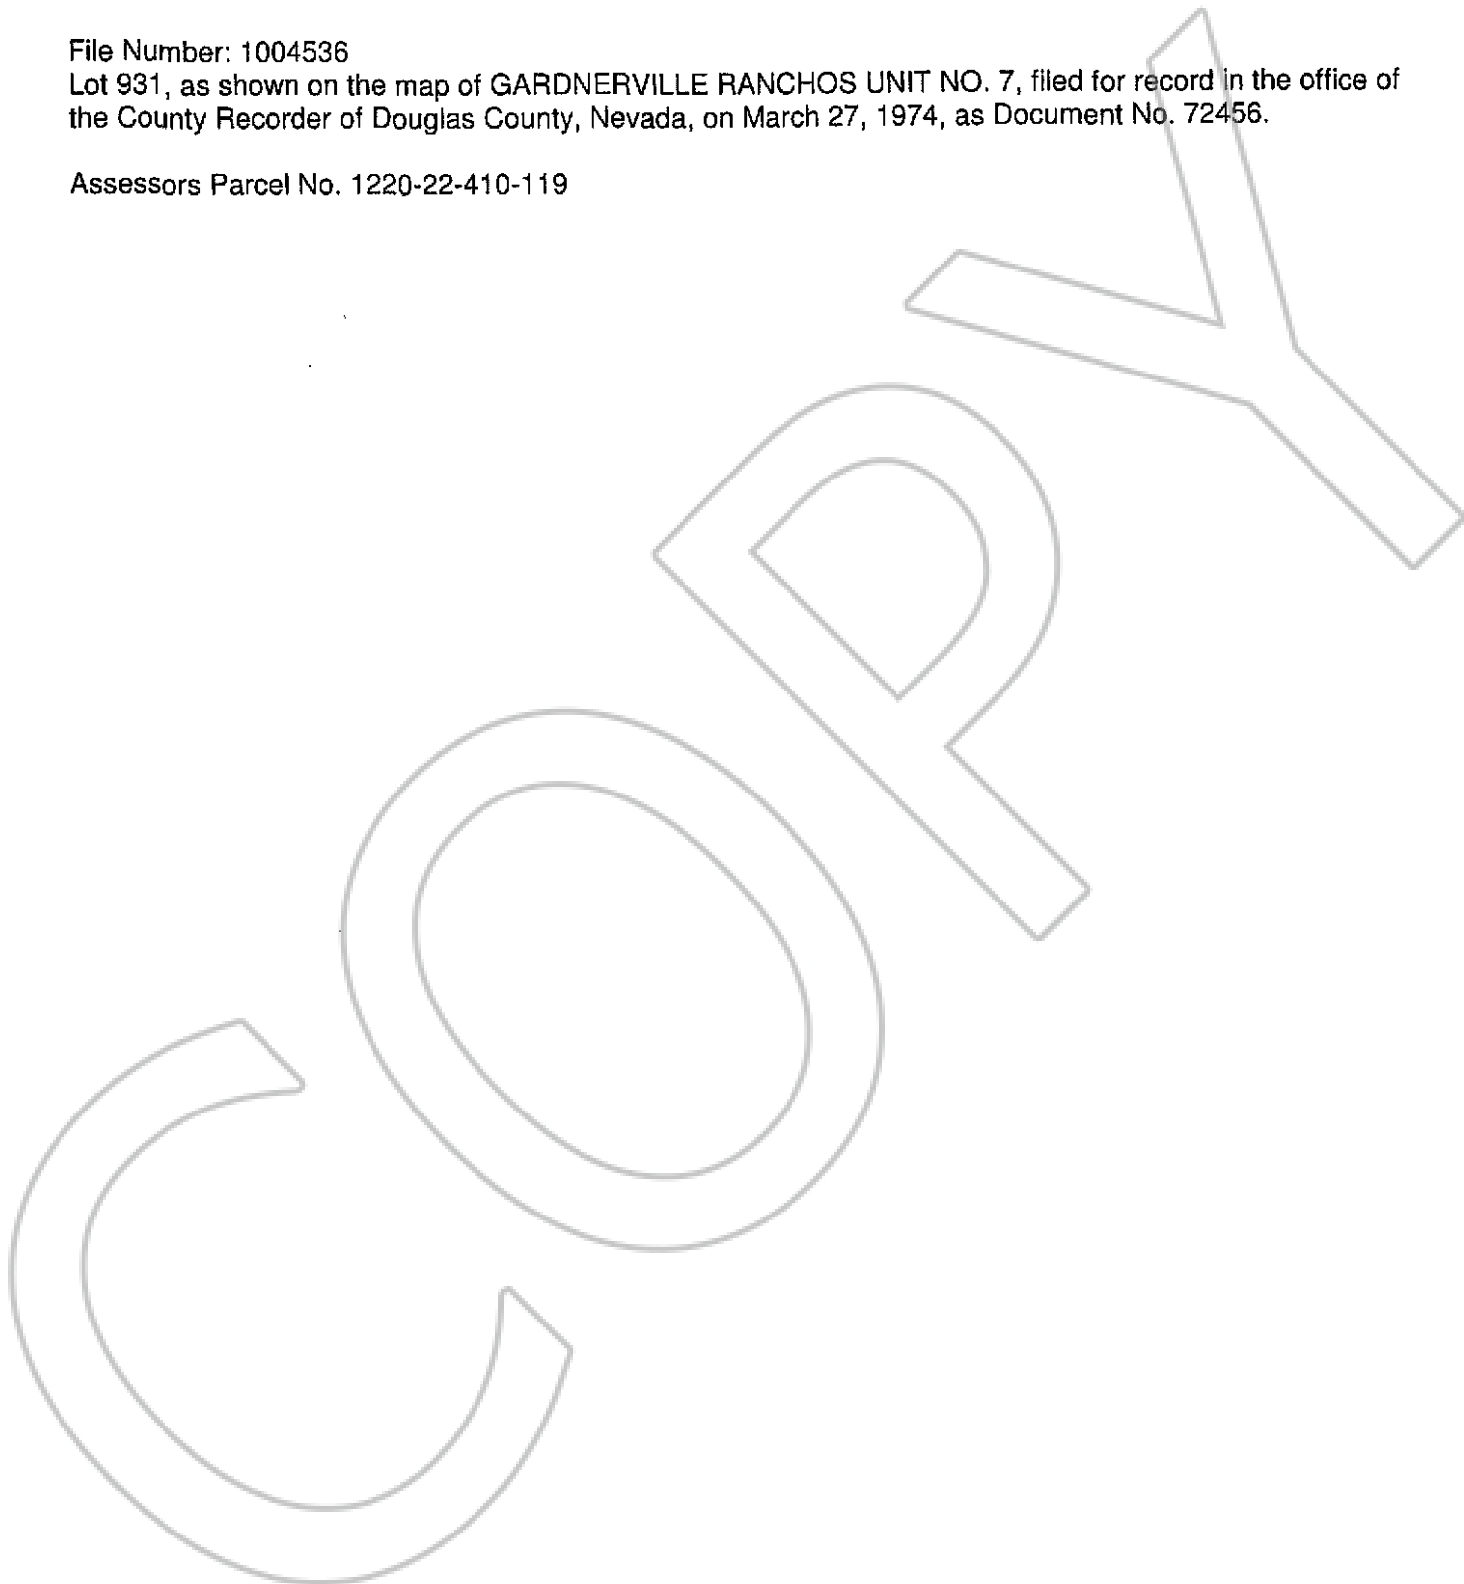 File Number: 1004536
Lot 931, as shown on the map of GARDNERVILLE RANCHOS UNIT NO. 7, filed for record in the office of
the County Recorder of Douglas County, Nevada, on March 27, 1974, as Document No. 72456.
Assessors Parcel No. 1220-22-410-119
COPY